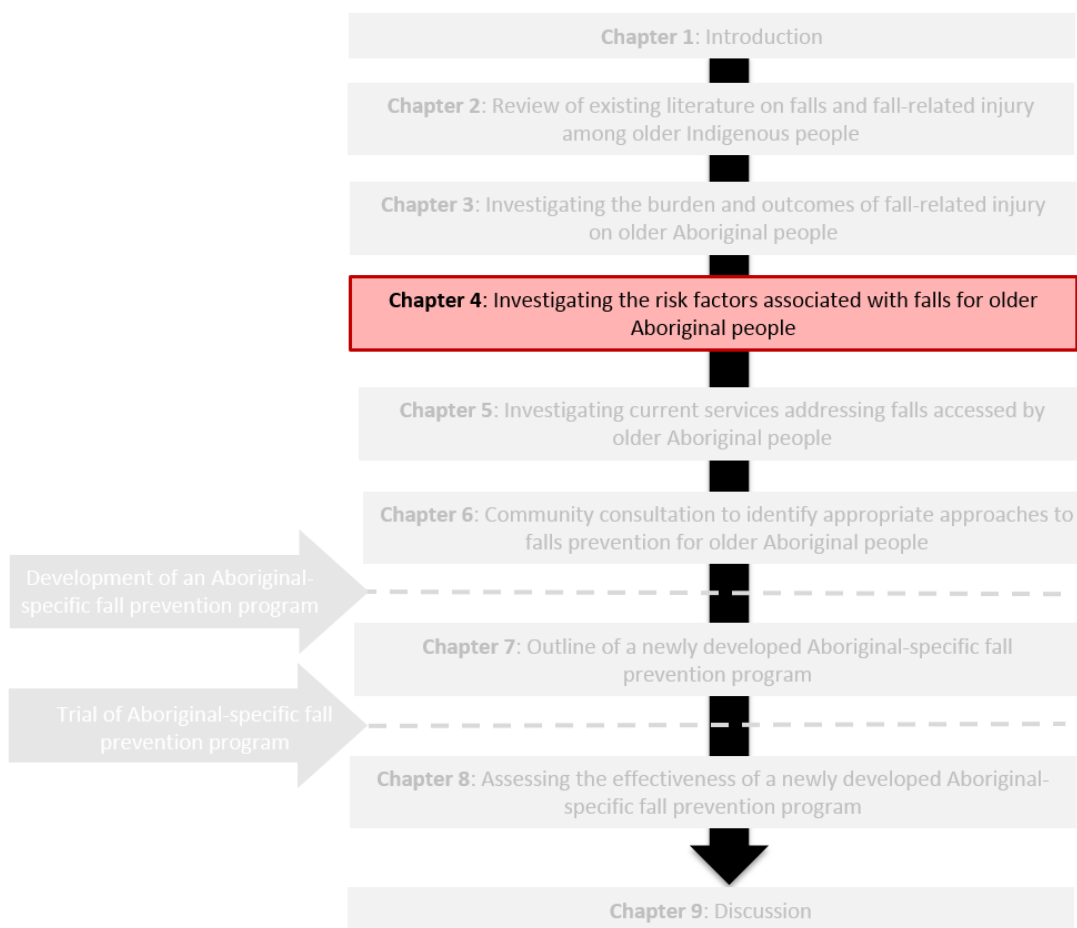 Chapter 1: Introduction
Chapter 2: Review of existing literature on falls and fall-related injury
among older Indigenous people
Chapter 3: Investigating the burden and outcomes of fall-related injury
on older Aboriginal people
Chapter 4: Investigating the risk factors associated with falls for older
Aboriginal people
Chapter 5: Investigating current services addressing falls accessed by
older Aboriginal people
Chapter 6: Community consultation to identify appropriate approaches to
falls prevention for older Aboriginal people
Development of an Aboriginal-
specific fall prevention program
Chapter 7: Outline of a newly developed Aboriginal-specific fall
prevention program
Trial of Aboriginal-specific fall
prevention program
Chapter 8: Assessing the effectiveness of a newly developed Aboriginal-
specific fall prevention program
Chapter 9: Discussion